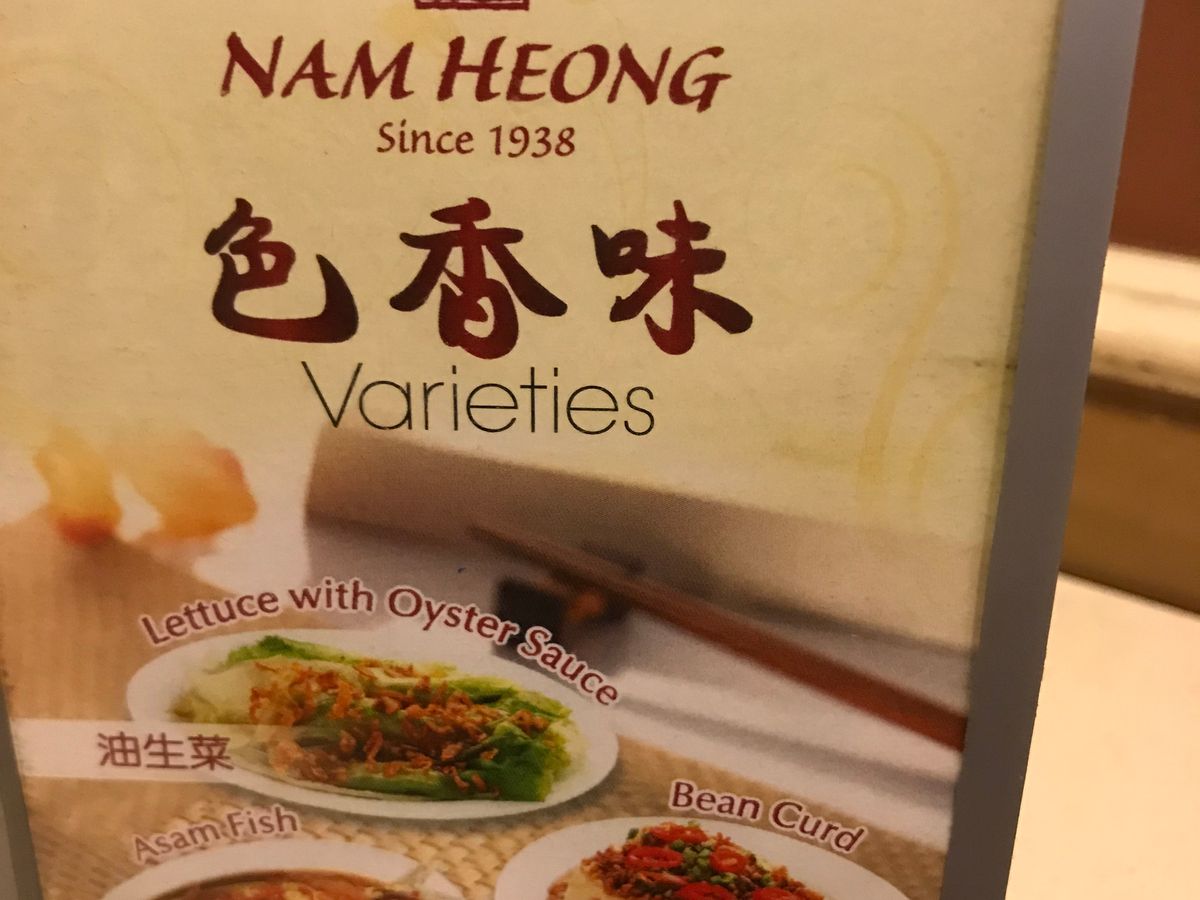 NAM HEONG
Since 1938
色香味
Varieties
Lettuce with Oyster Sauce
油生菜
Bean Curd
Asam Fish